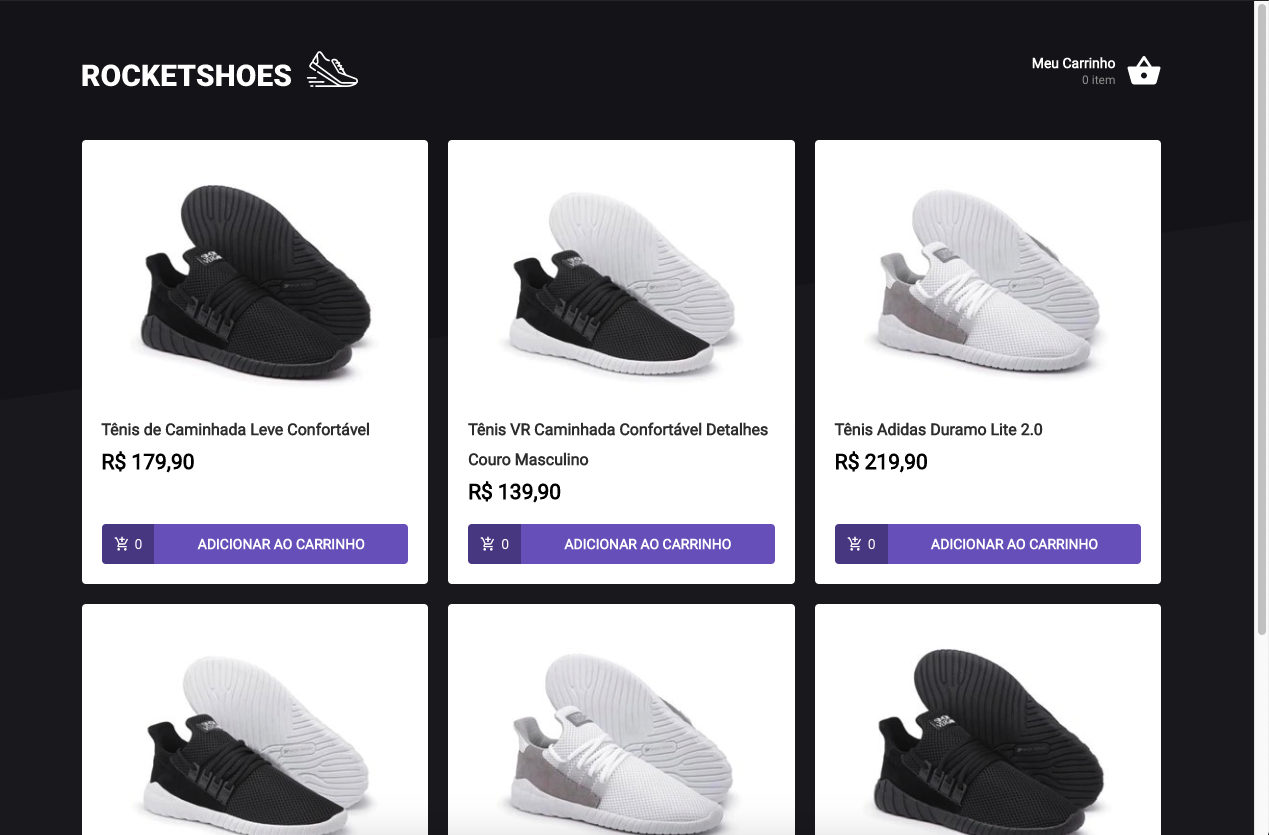 ROCKETSHOES
Meu Carrinho
0 item
Tênis de Caminhada Leve Confortável
R$ 179,90
0 ADICIONAR AO CARRINHO
Tênis VR Caminhada Confortável Detalhes
Couro Masculino
R$ 139,90
0 ADICIONAR AO CARRINHO
Tênis Adidas Duramo Lite 2.0
R$ 219,90
0 ADICIONAR AO CARRINHO